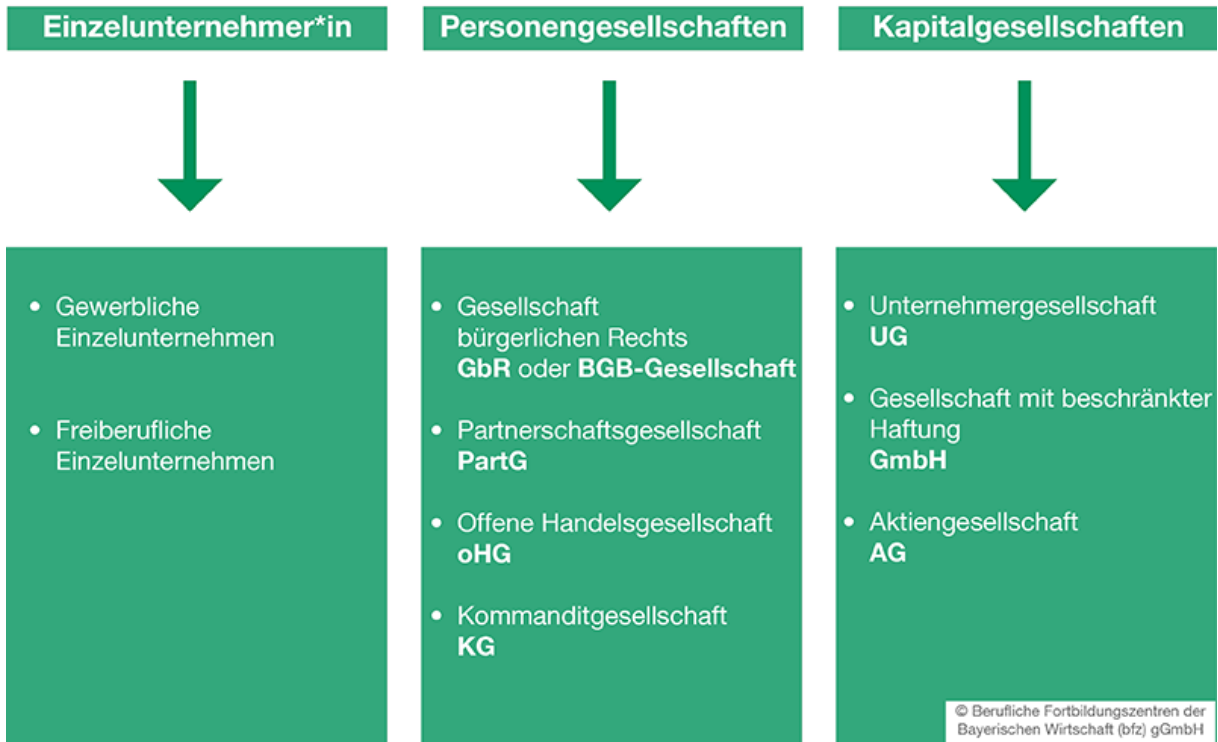 Einzelunternehmer*in
Personengesellschaften
Kapitalgesellschaften
• Gewerbliche
Einzelunternehmen
• Freiberufliche
Einzelunternehmen
• Gesellschaft
bürgerlichen Rechts
GbR oder BGB-Gesellschaft
• Partnerschaftsgesellschaft
PartG
• Offene Handelsgesellschaft
oHG
• Kommanditgesellschaft
KG
• Unternehmergesellschaft
UG
• Gesellschaft mit beschränkter
Haftung
GmbH
• Aktiengesellschaft
AG
© Berufliche Fortbildungszentren der
Bayerischen Wirtschaft (bfz) gGmbH